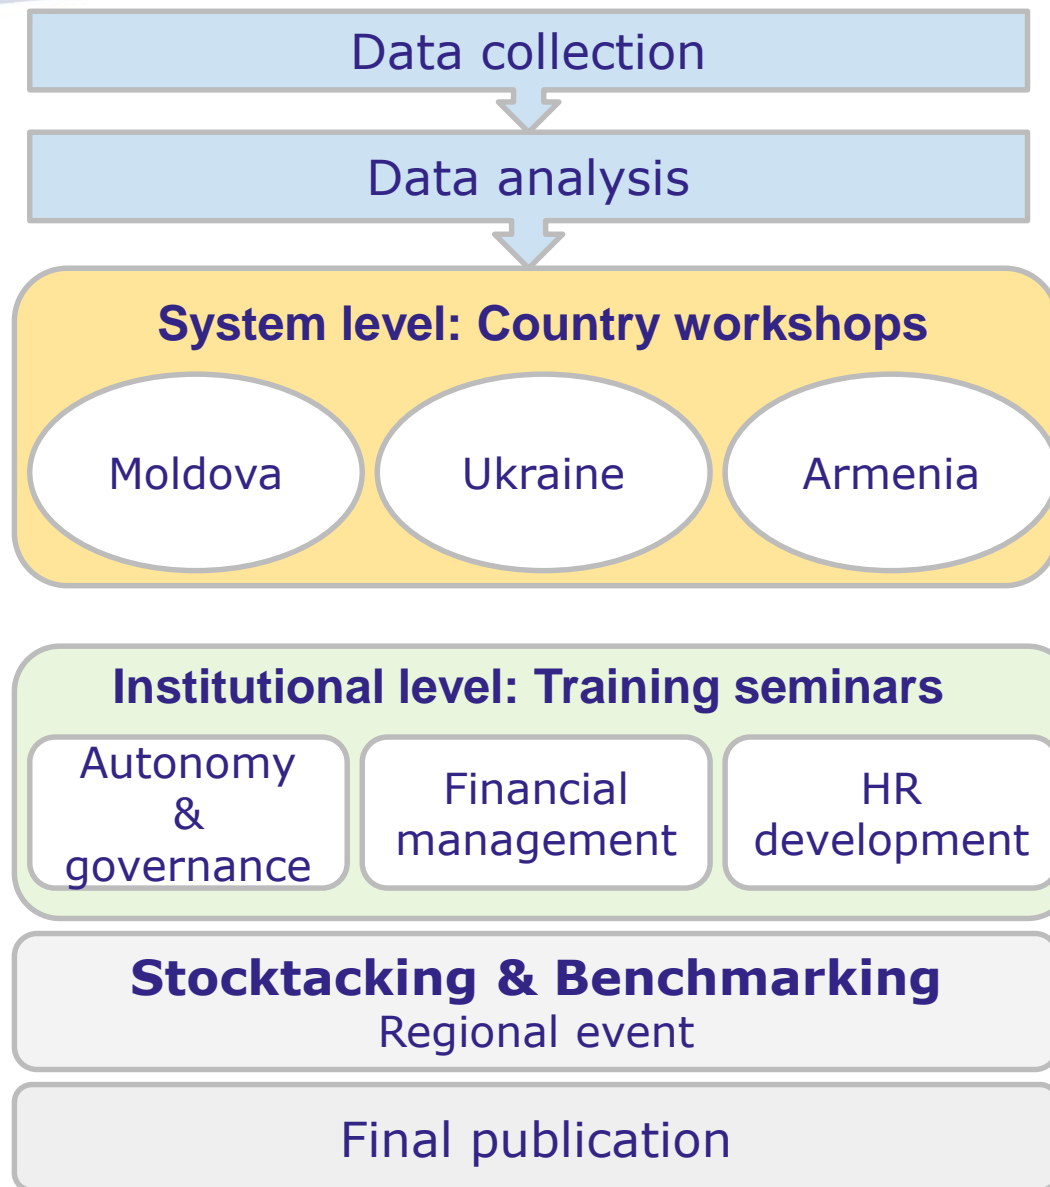 Data collection
Data analysis
System level: Country workshops
Moldova
Ukraine
Armenia
Institutional level: Training seminars
Autonomy
&
governance
Financial
management
HR
development
Stocktacking & Benchmarking
Regional event
Final publication